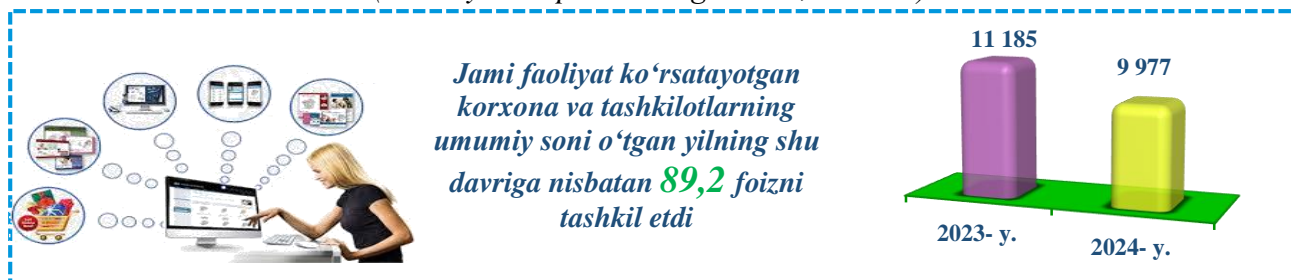 Jami faoliyat ko‘rsatayotgan
korxona va tashkilotlarning
umumiy soni o‘tgan yilning shu
davriga nisbatan 89,2 foizni
tashkil etdi
11 185
9 977
2023- y.
2024- y.